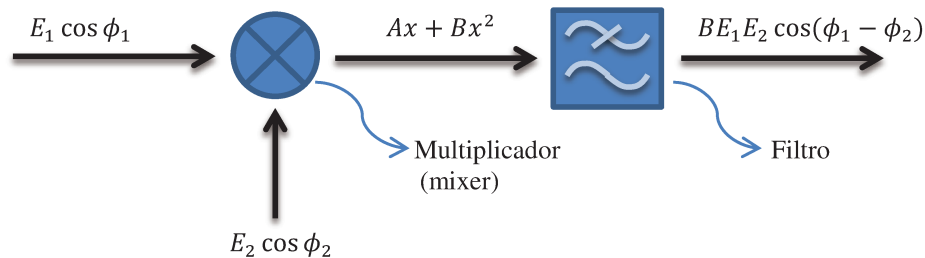 E₁ cos ϕ₁
Ax + Bx²
BE₁E₂ cos(ϕ₁ − ϕ₂)
Multiplicador
(mixer)
Filtro
E₂ cos ϕ₂